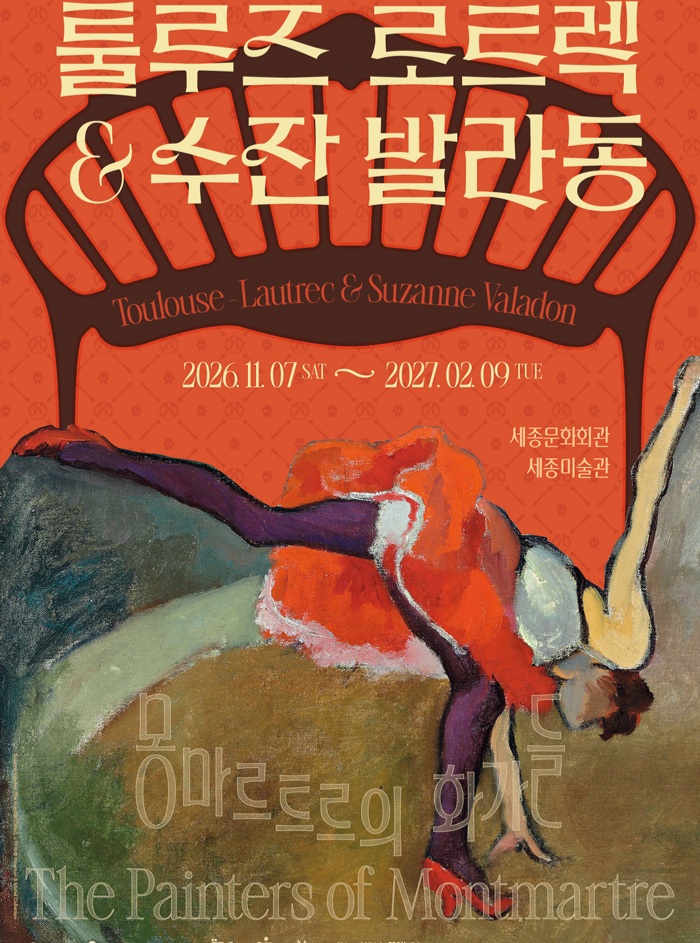 툴루즈 로트렉
& 수잔 발라동
Toulouse-Lautrec & Suzanne Valadon
2026. 11. 07 SAT ~ 2027. 02. 09 TUE
세종문화회관
세종미술관
몽마르트르의 화가들
The Painters of Montmartre